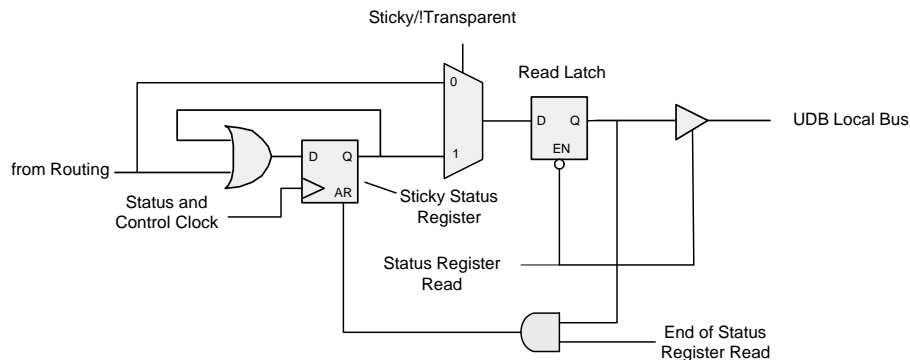 Sticky/!Transparent
0
Read Latch
D
Q
EN
UDB Local Bus
1
D
Q
AR
from Routing
Sticky Status
Register
Status and
Control Clock
Status Register
Read
End of Status
Register Read